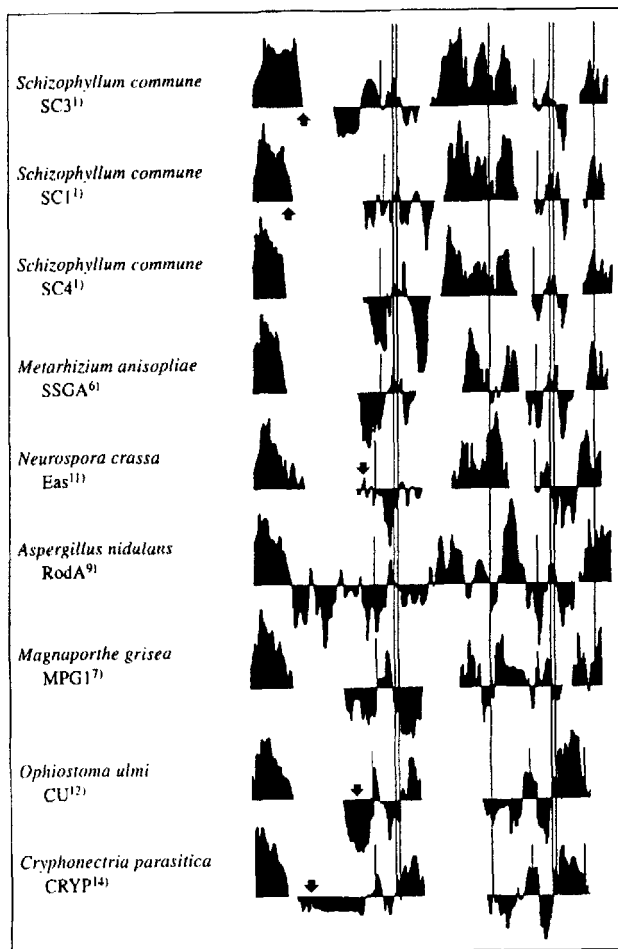 Schizophyllum commune
SC3¹⁾
Schizophyllum commune
SC1¹⁾
Schizophyllum commune
SC4¹⁾
Metarhizium anisopliae
SSGA⁶⁾
Neurospora crassa
Eas¹¹⁾
Aspergillus nidulans
RodA⁹⁾
Magnaporthe grisea
MPG1⁷⁾
Ophiostoma ulmi
CU¹²⁾
Cryphonectria parasitica
CRYP¹⁴⁾